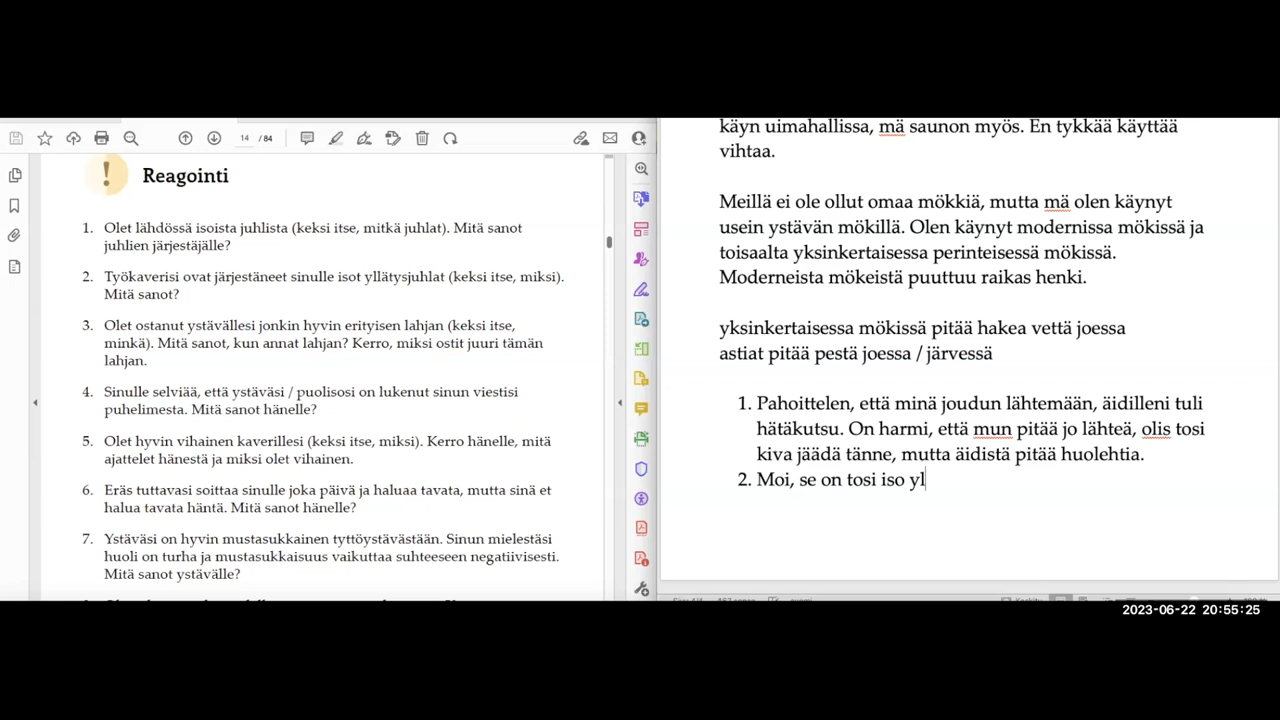 14 / 84
Reagointi
1. Olet lähdössä isoista juhlista (keksi itse, mitkä juhlat). Mitä sanot
juhlien järjestäjälle?
2. Työkaverisi ovat järjestäneet sinulle isot yllätysjuhlat (keksi itse, miksi).
Mitä sanot?
3. Olet ostanut ystävällesi jonkin hyvin erityisen lahjan (keksi itse,
minkä). Mitä sanot, kun annat lahjan? Kerro, miksi ostit juuri tämän
lahjan.
4. Sinulle selviää, että ystäväsi / puolisosi on lukenut sinun viestisi
puhelimesta. Mitä sanot hänelle?
5. Olet hyvin vihainen kaverillesi (keksi itse, miksi). Kerro hänelle, mitä
ajattelet hänestä ja miksi olet vihainen.
6. Eräs tuttavasi soittaa sinulle joka päivä ja haluaa tavata, mutta sinä et
halua tavata häntä. Mitä sanot hänelle?
7. Ystäväsi on hyvin mustasukkainen tyttöystävästään. Sinun mielestäsi
huoli on turha ja mustasukkaisuus vaikuttaa suhteeseen negatiivisesti.
Mitä sanot ystävälle?
käyn uimahallissa, mä saunon myös. En tykkää käyttää
vihtaa.
Meillä ei ole ollut omaa mökkiä, mutta mä olen käynyt
usein ystävän mökillä. Olen käynyt modernissa mökissä ja
toisaalta yksinkertaisessa perinteisessä mökissä.
Moderneista mökeistä puuttuu raikas henki.
yksinkertaisessa mökissä pitää hakea vettä joessa
astiat pitää pestä joessa / järvessä
1. Pahoittelen, että minä joudun lähtemään, äidilleni tuli
hätäkutsu. On harmi, että mun pitää jo lähteä, olis tosi
kiva jäädä tänne, mutta äidistä pitää huolehtia.
2. Moi, se on tosi iso yl
2023-06-22 20:55:25